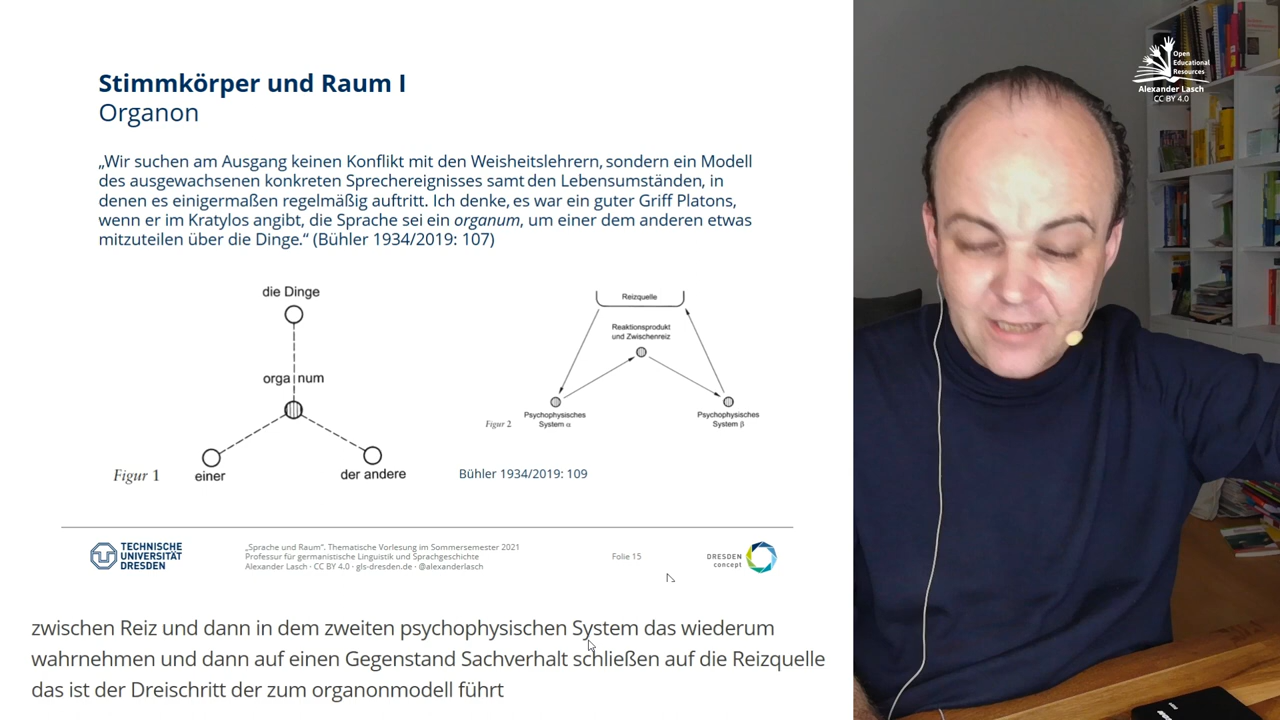 Stimmkörper und Raum I
Organon
„Wir suchen am Ausgang keinen Konflikt mit den Weisheitslehrern, sondern ein Modell
des ausgewachsenen konkreten Sprechereignisses samt den Lebensumständen, in
denen es einigermaßen regelmäßig auftritt. Ich denke, es war ein guter Griff Platons,
wenn er im Kratylos angibt, die Sprache sei ein organum, um einer dem anderen etwas
mitzuteilen über die Dinge.“ (Bühler 1934/2019: 107)
die Dinge
organum
einer
der andere
Figur 1
Reizquelle
Reaktionsprodukt
und Zwischenreiz
Psychophysisches
System α
Psychophysisches
System β
Figur 2
Bühler 1934/2019: 109
TECHNISCHE
UNIVERSITÄT
DRESDEN
„Sprache und Raum“. Thematische Vorlesung im Sommersemester 2021
Professur für germanistische Linguistik und Sprachgeschichte
Alexander Lasch · CC BY 4.0 · gls-dresden.de · @alexanderlasch
Folie 15
DRESDEN
concept
zwischen Reiz und dann in dem zweiten psychophysischen System das wiederum
wahrnehmen und dann auf einen Gegenstand Sachverhalt schließen auf die Reizquelle
das ist der Dreischritt der zum organonmodell führt
Open
Educational
Resources
Alexander Lasch
CC BY 4.0